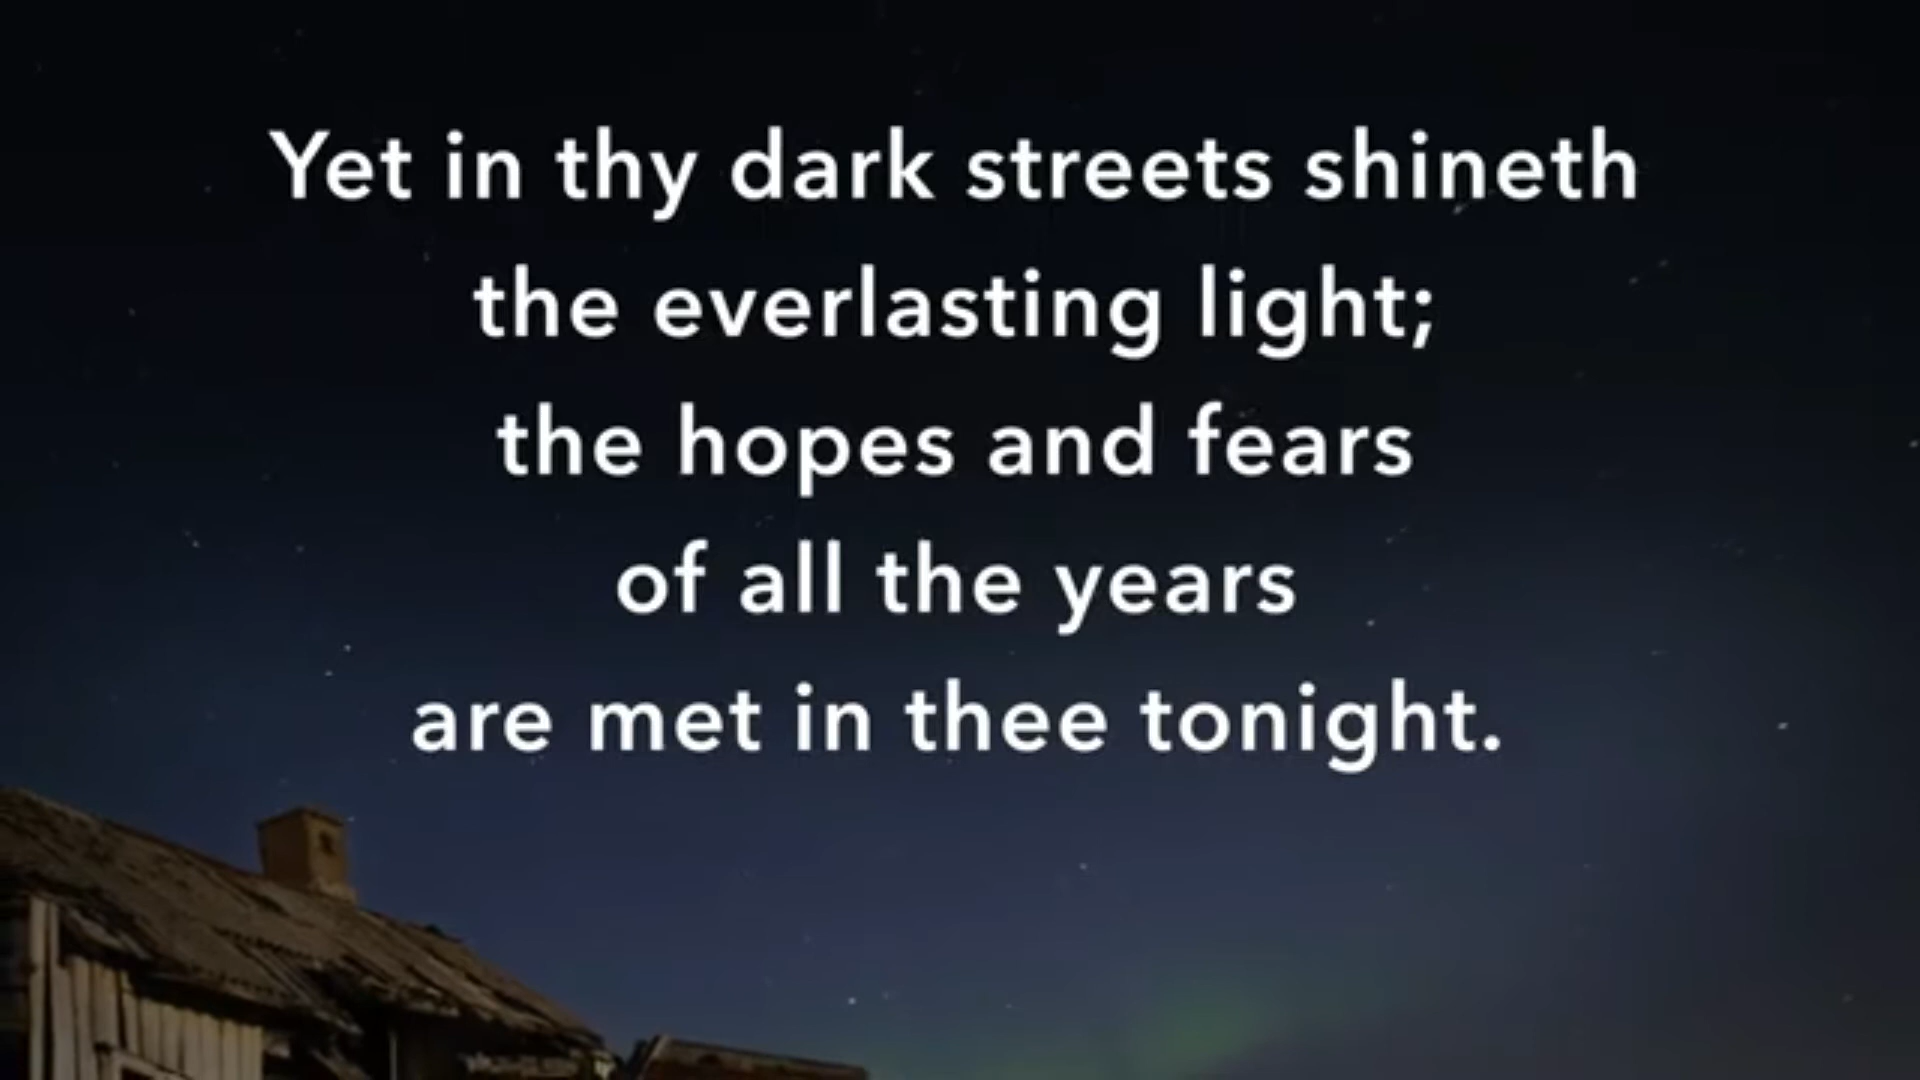 Yet in thy dark streets shineth
the everlasting light;
the hopes and fears
of all the years
are met in thee tonight.